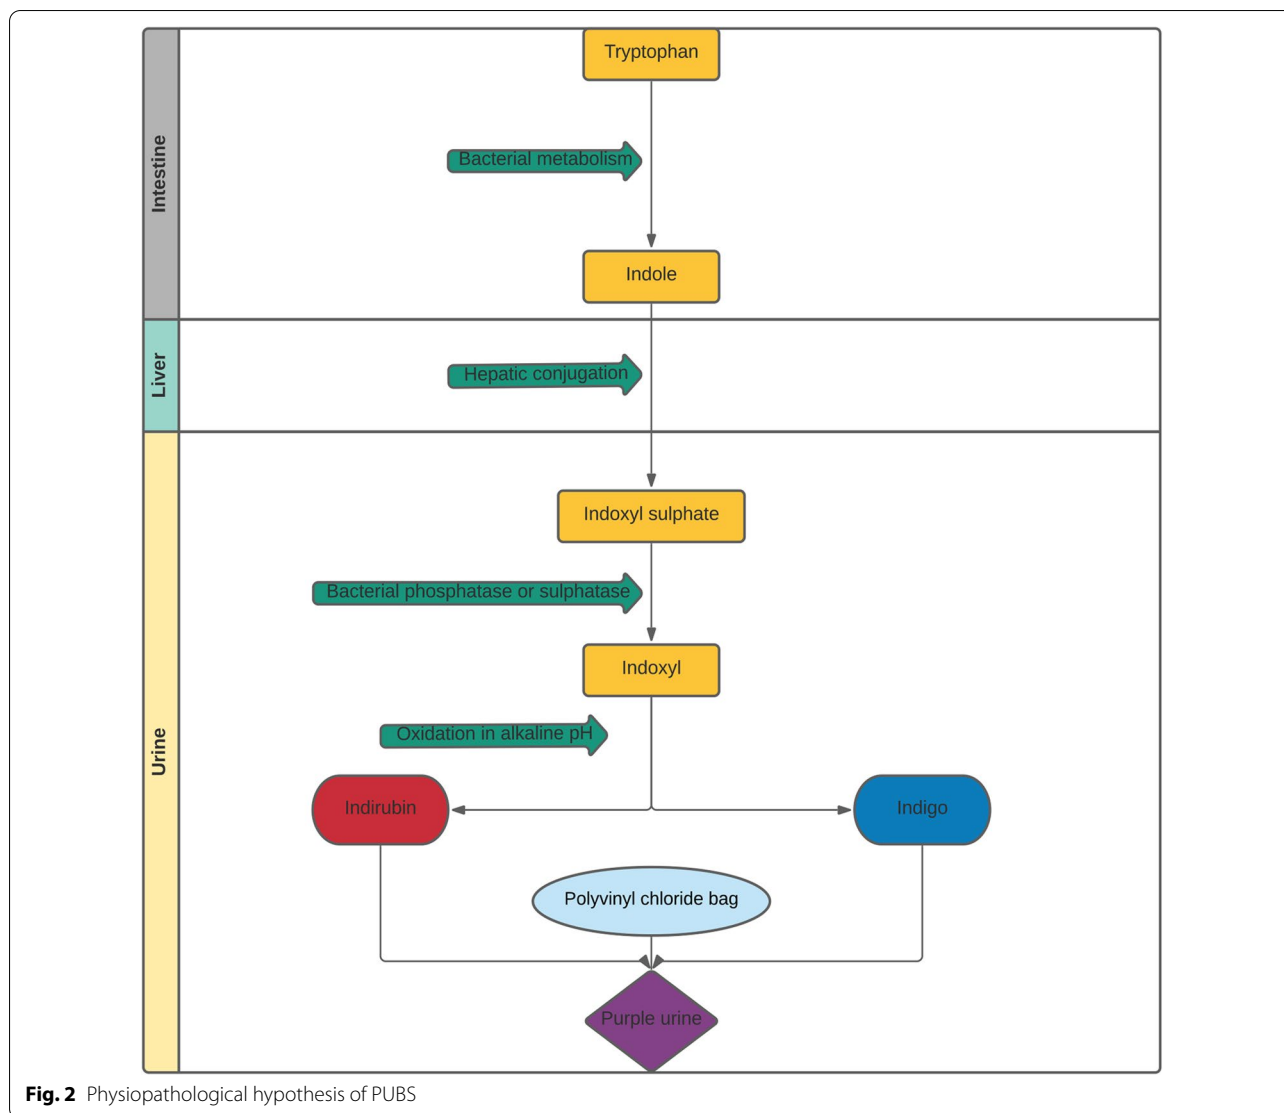 Intestine
Tryptophan
Bacterial metabolism
Indole
Liver
Hepatic conjugation
Urine
Indoxyl sulphate
Bacterial phosphatase or sulphatase
Indoxyl
Oxidation in alkaline pH
Indirubin
Indigo
Polyvinyl chloride bag
Purple urine
Fig. 2 Physiopathological hypothesis of PUBS